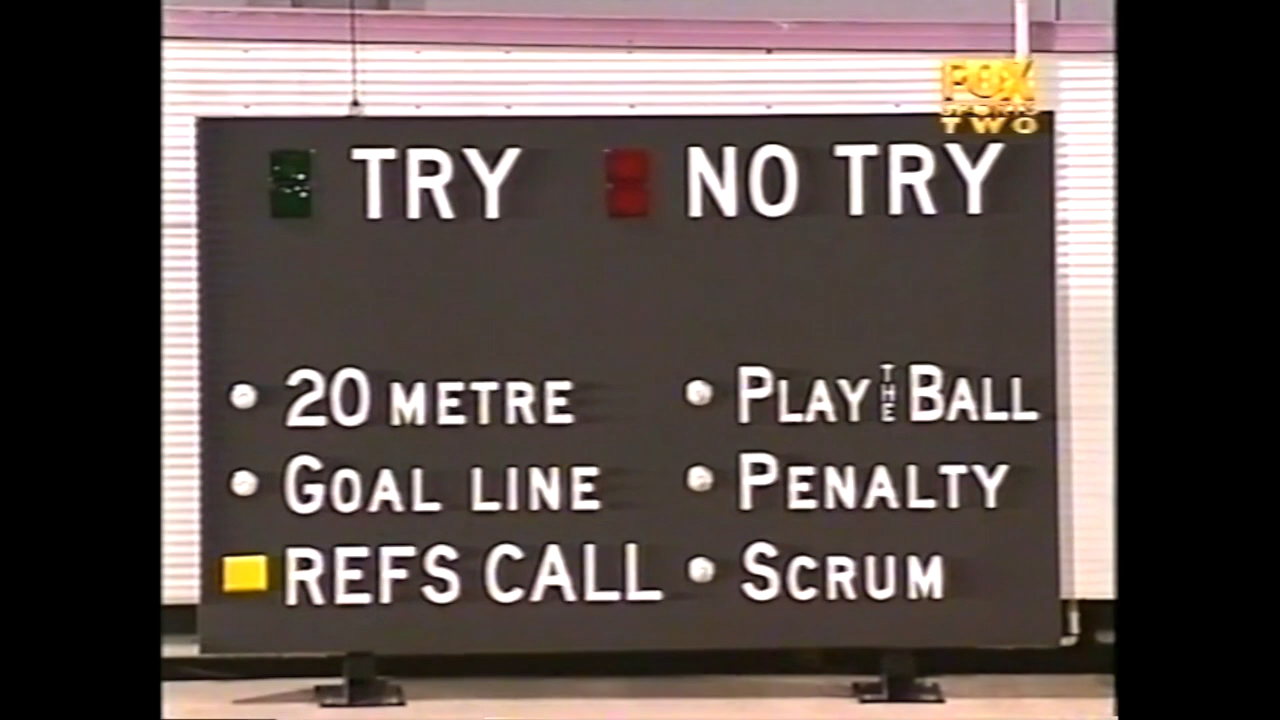 FOX
SPORTS
TWO
TRY NO TRY
20 METRE PLAY THE BALL
GOAL LINE PENALTY
REFS CALL SCRUM